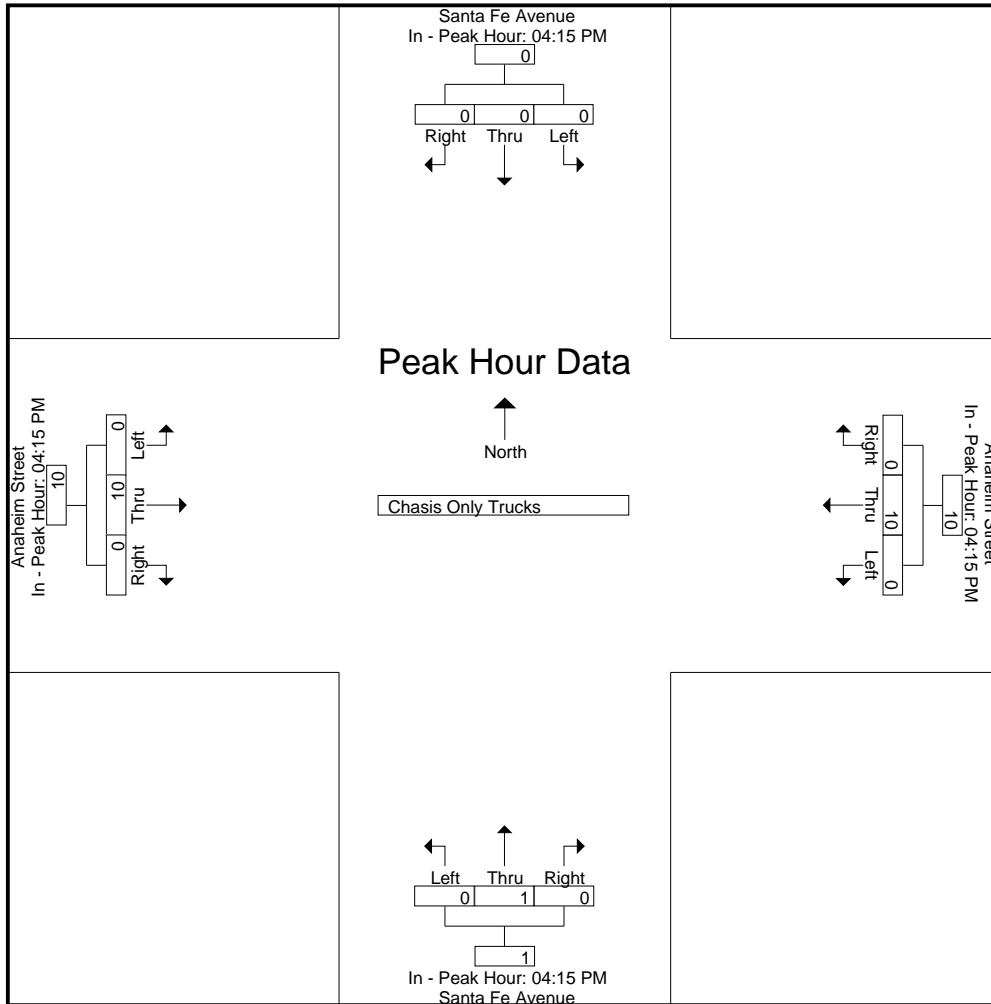 Santa Fe Avenue
In - Peak Hour: 04:15 PM
0
0 0 0
Right Thru Left
Peak Hour Data
North
Chasis Only Trucks
Anaheim Street
In - Peak Hour: 04:15 PM
10
0 10 0
Left Thru Right
Anaheim Street
In - Peak Hour: 04:15 PM
10
0 10 0
Right Thru Left
Left Thru Right
0 1 0
1
In - Peak Hour: 04:15 PM
Santa Fe Avenue